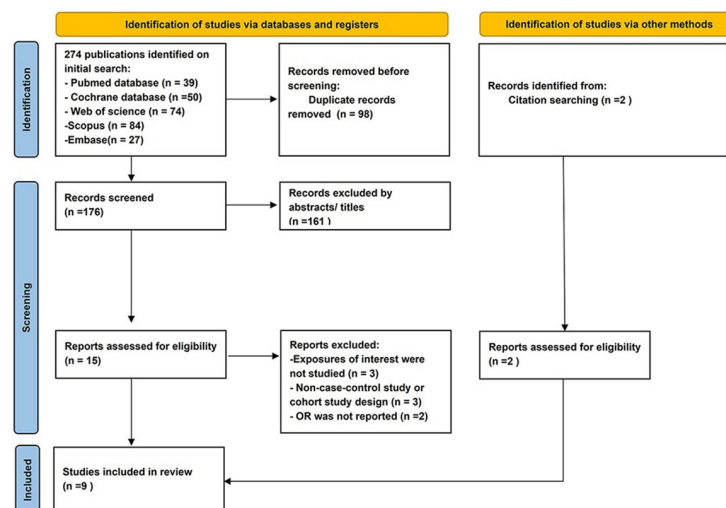 Identification of studies via databases and registers
Identification of studies via other methods
Identification
274 publications identified on
initial search:
- Pubmed database (n = 39)
- Cochrane database (n =50)
- Web of science (n = 74)
-Scopus (n = 84)
-Embase(n = 27)
Records removed before
screening:
Duplicate records
removed (n = 98)
Records identified from:
Citation searching (n =2 )
Screening
Records screened
(n =176)
Records excluded by
abstracts/ titles
(n =161 )
Reports assessed for eligibility
(n = 15)
Reports excluded:
-Exposures of interest were
not studied (n = 3)
- Non-case-control study or
cohort study design (n = 3)
- OR was not reported (n =2)
Reports assessed for eligibility
(n =2 )
Included
Studies included in review
(n =9 )